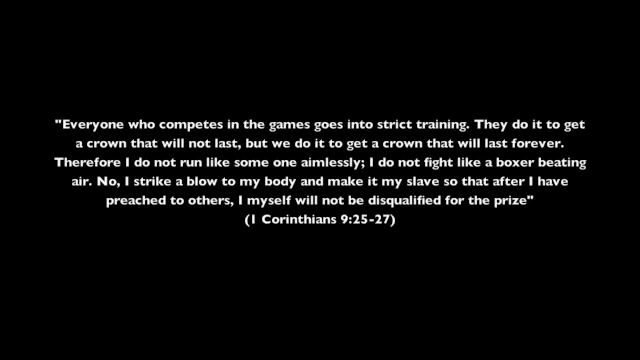 "Everyone who competes in the games goes into strict training. They do it to get
a crown that will not last, but we do it to get a crown that will last forever.
Therefore I do not run like some one aimlessly; I do not fight like a boxer beating
air. No, I strike a blow to my body and make it my slave so that after I have
preached to others, I myself will not be disqualified for the prize"
(1 Corinthians 9:25-27)